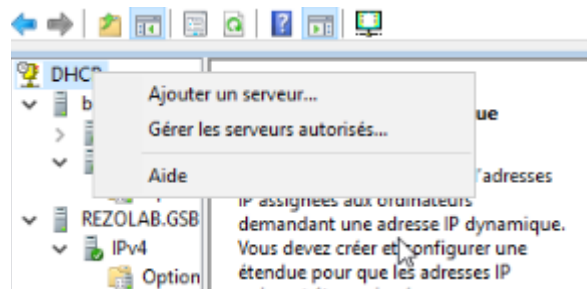 DHCP
b
Ajouter un serveur...
Gérer les serveurs autorisés...
Aide
ue
'adresses
IP assignées aux ordinateurs
REZOLAB.GSB
demandant une adresse IP dynamique.
IPv4
Vous devez créer et configurer une
Option
étendue pour que les adresses IP